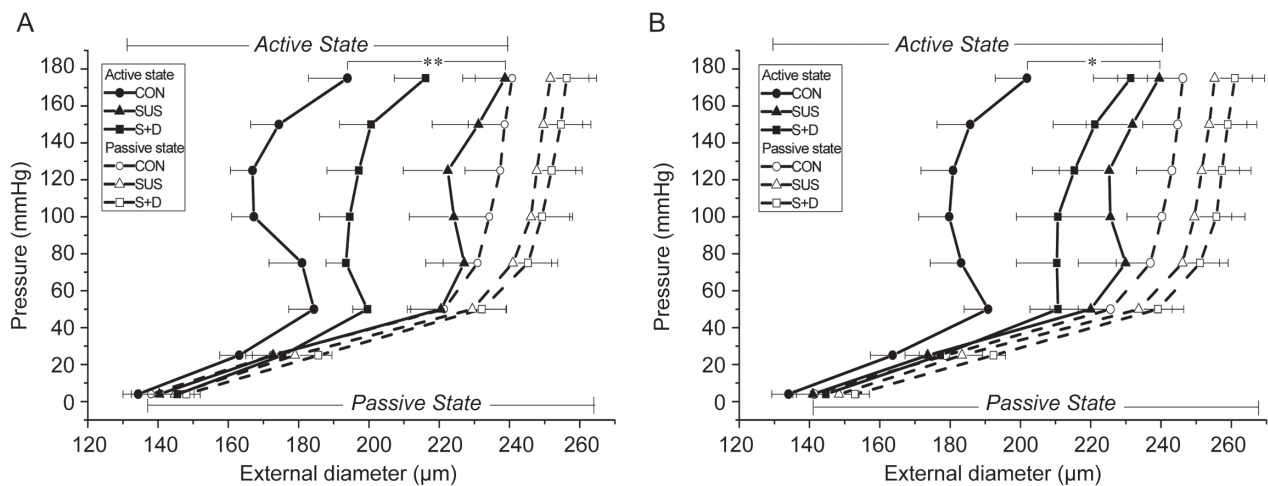 A
Active State
**
Active state
CON
SUS
S+D
Passive state
CON
SUS
S+D
180
160
140
120
100
80
60
40
20
0
Pressure (mmHg)
Passive State
120 140 160 180 200 220 240 260
External diameter (µm)
B
Active State
*
Active state
CON
SUS
S+D
Passive state
CON
SUS
S+D
180
160
140
120
100
80
60
40
20
0
Pressure (mmHg)
Passive State
120 140 160 180 200 220 240 260
External diameter (µm)